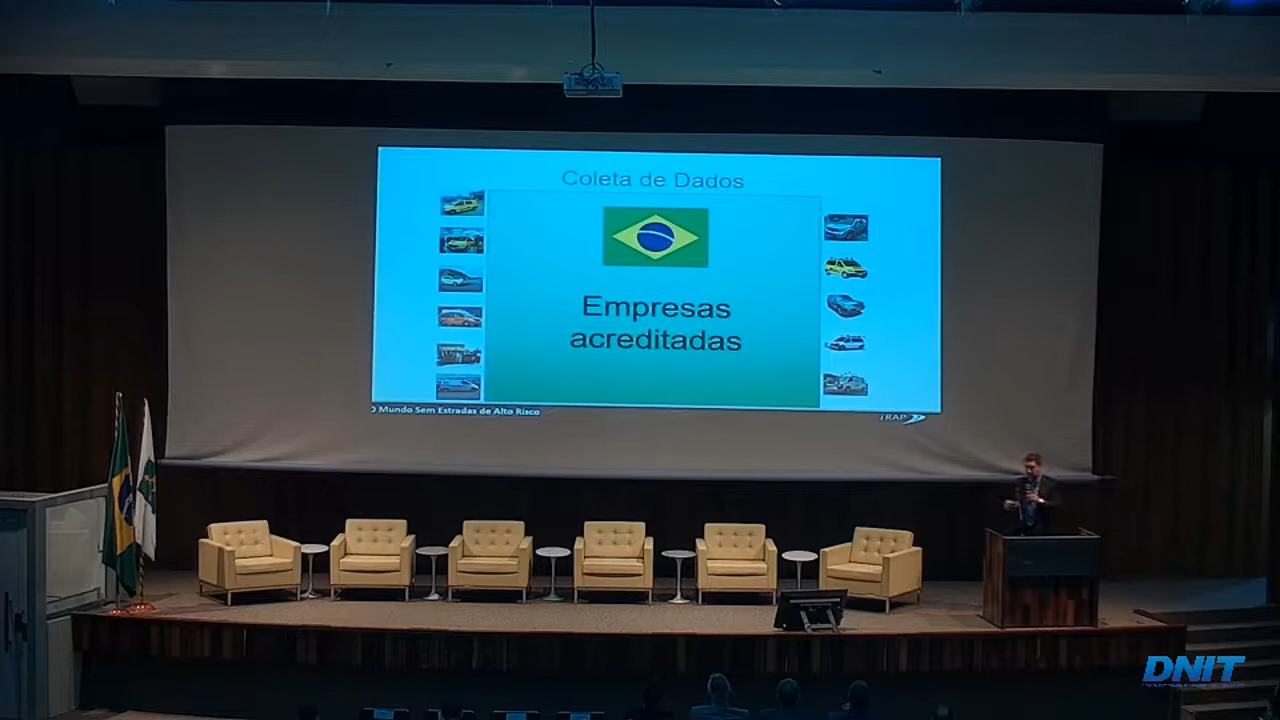 Coleta de Dados
Empresas
acreditadas
O Mundo Sem Estradas de Alto Risco
iRAP
DNIT